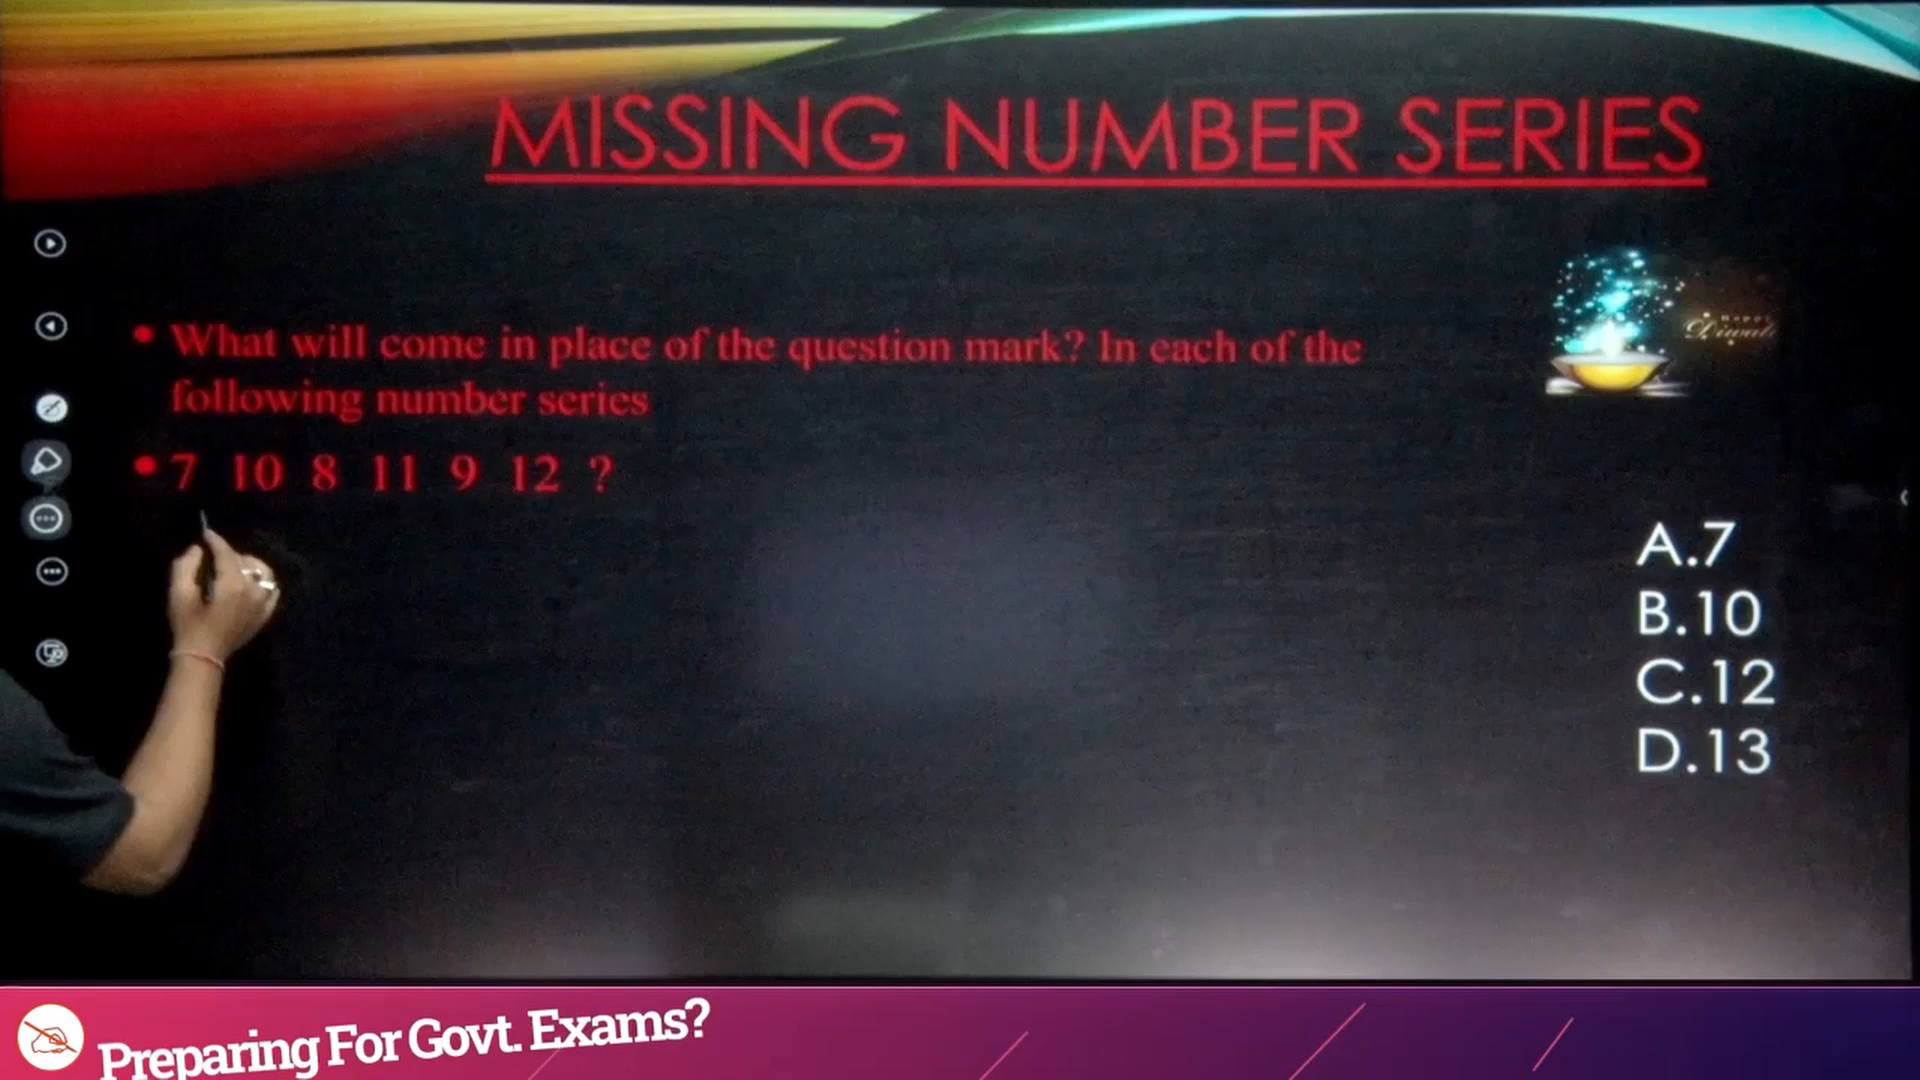 MISSING NUMBER SERIES
• What will come in place of the question mark? In each of the
following number series
• 7 10 8 11 9 12 ?
Diwali
A.7
B.10
C.12
D.13
Preparing For Govt. Exams?